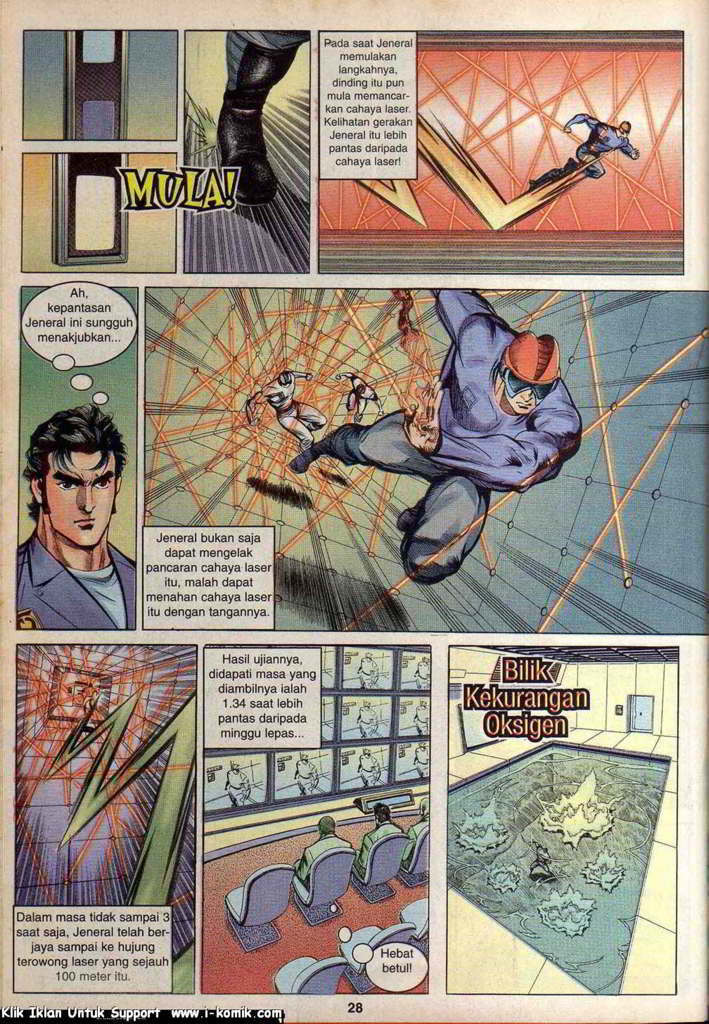 MULA!
Pada saat Jeneral
memulakan
langkahnya,
dinding itu pun
mula memancar-
kan cahaya laser.
Kelihatan gerakan
Jeneral itu lebih
pantas daripada
cahaya laser!
Ah,
kepantasan
Jeneral ini sungguh
menakjubkan...
Jeneral bukan saja
dapat mengelak
pancaran cahaya laser
itu, malah dapat
menahan cahaya laser
itu dengan tangannya.
Dalam masa tidak sampai 3
saat saja, Jeneral telah ber-
jaya sampai ke hujung
terowong laser yang sejauh
100 meter itu.
Hasil ujiannya,
didapati masa yang
diambilnya ialah
1.34 saat lebih
pantas daripada
minggu lepas...
Hebat
betul!
Bilik
Kekurangan
Oksigen
28
Klik Iklan Untuk Support www.i-komik.com